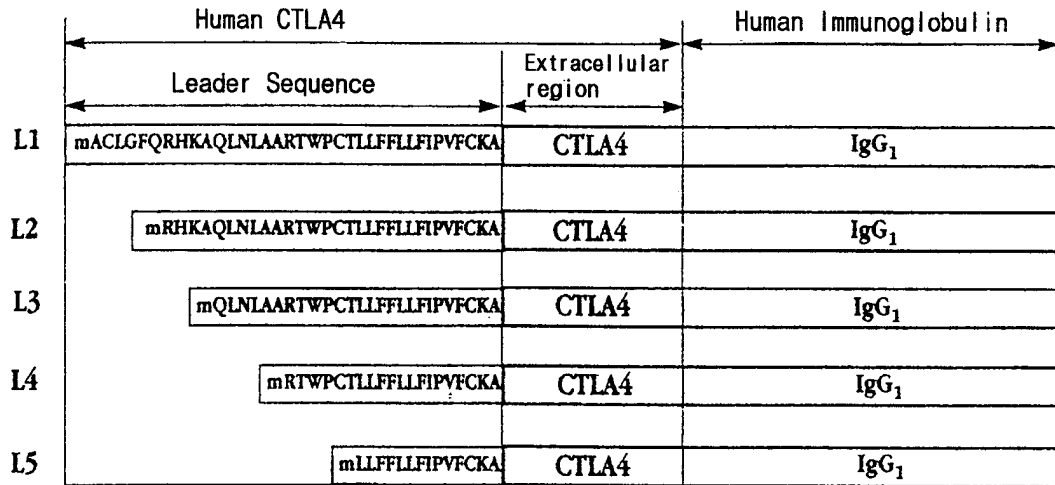 Human CTLA4
Human Immunoglobulin
Leader Sequence
Extracellular
region
L1 mACLGFQRHKAQLNLAARTWPCTLLFFLLFIPVFCKA CTLA4 IgG1
L2 mRHKAQLNLAARTWPCTLLFFLLFIPVFCKA CTLA4 IgG1
L3 mQLNLAARTWPCTLLFFLLFIPVFCKA CTLA4 IgG1
L4 mRTWPCTLLFFLLFIPVFCKA CTLA4 IgG1
L5 mLLFFLLFIPVFCKA CTLA4 IgG1